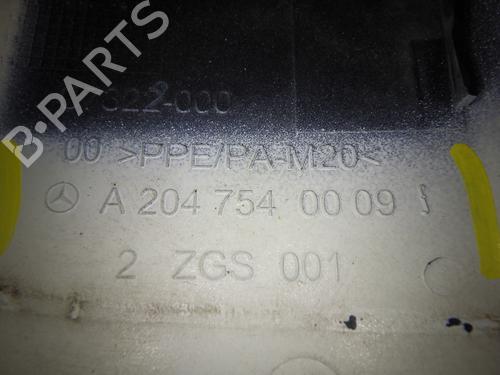 B-PARTS
622-000
00 >PPE/PA-M20<
A 204 754 00 09
2 ZGS 001